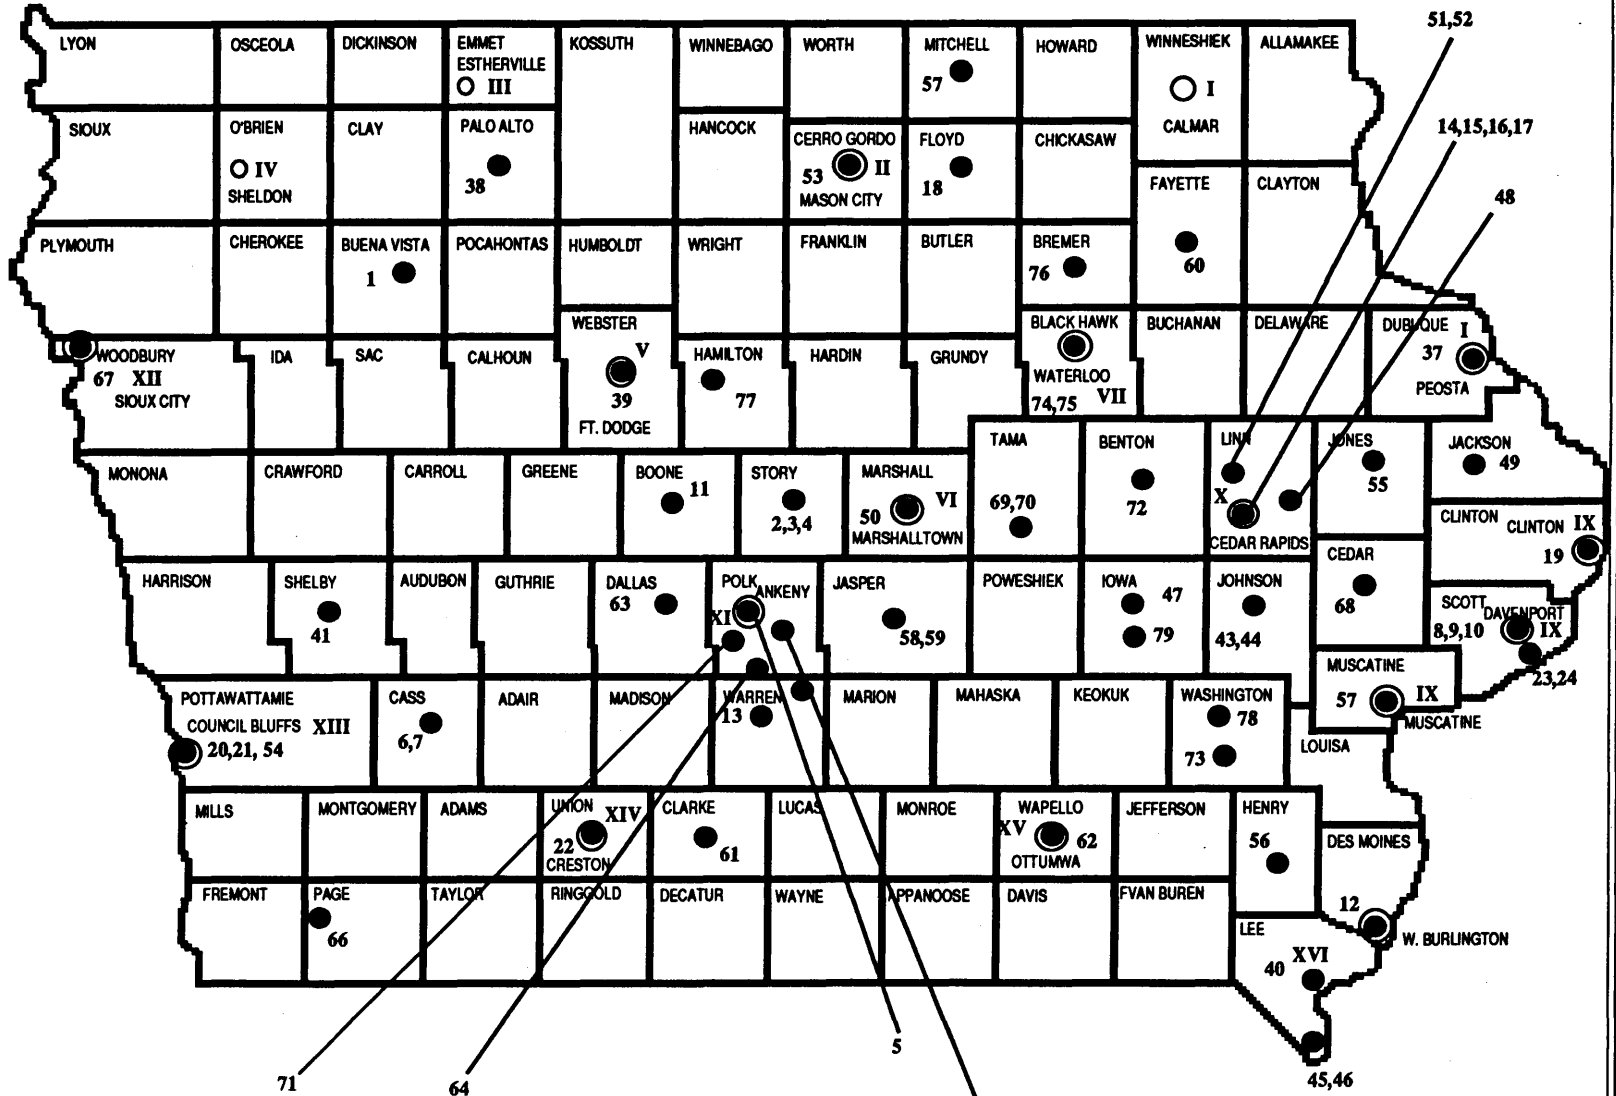 51,52
LYON
OSCEOLA
DICKINSON
EMMET
ESTHERVILLE
III
KOSSUTH
WINNEBAGO
WORTH
MITCHELL
57
HOWARD
WINNESHIEK
I
CALMAR
ALLAMAKEE
14,15,16,17
SIOUX
O'BRIEN
IV
SHELDON
CLAY
PALO ALTO
38
HANCOCK
CERRO GORDO
53
II
MASON CITY
FLOYD
18
CHICKASAW
FAYETTE
60
CLAYTON
48
PLYMOUTH
CHEROKEE
BUENA VISTA
1
POCAHONTAS
HUMBOLDT
WRIGHT
FRANKLIN
BUTLER
BREMER
76
WOODBURY
67 XII
SIOUX CITY
IDA
SAC
CALHOUN
WEBSTER
V
39
FT. DODGE
HAMILTON
77
HARDIN
GRUNDY
BLACK HAWK
WATERLOO
74,75 VII
BUCHANAN
DELAWARE
DUBUQUE
I
37
PEOSTA
MONONA
CRAWFORD
CARROLL
GREENE
BOONE
11
STORY
2,3,4
MARSHALL
50 VI
MARSHALLTOWN
TAMA
69,70
BENTON
72
LINN
X
CEDAR RAPIDS
JONES
55
JACKSON
49
CLINTON
CLINTON IX
19
HARRISON
SHELBY
41
AUDUBON
GUTHRIE
DALLAS
63
POLK
ANKENY
XI
JASPER
58,59
POWESHIEK
IOWA
47
79
JOHNSON
43,44
CEDAR
68
SCOTT
DAVENPORT
8,9,10 IX
23,24
POTTAWATTAMIE
COUNCIL BLUFFS XIII
20,21, 54
CASS
6,7
ADAIR
MADISON
WARREN
13
MARION
MAHASKA
KEOKUK
WASHINGTON
78
73
MUSCATINE
57 IX
MUSCATINE
LOUISA
MILLS
MONTGOMERY
ADAMS
UNION
XIV
22
CRESTON
CLARKE
61
LUCAS
MONROE
WAPELLO
XV 62
OTTUMWA
JEFFERSON
HENRY
56
DES MOINES
12
W. BURLINGTON
FREMONT
PAGE
66
TAYLOR
RINGGOLD
DECATUR
WAYNE
APPANOOSE
DAVIS
FVAN BUREN
LEE
XVI
40
45,46
5
71
64